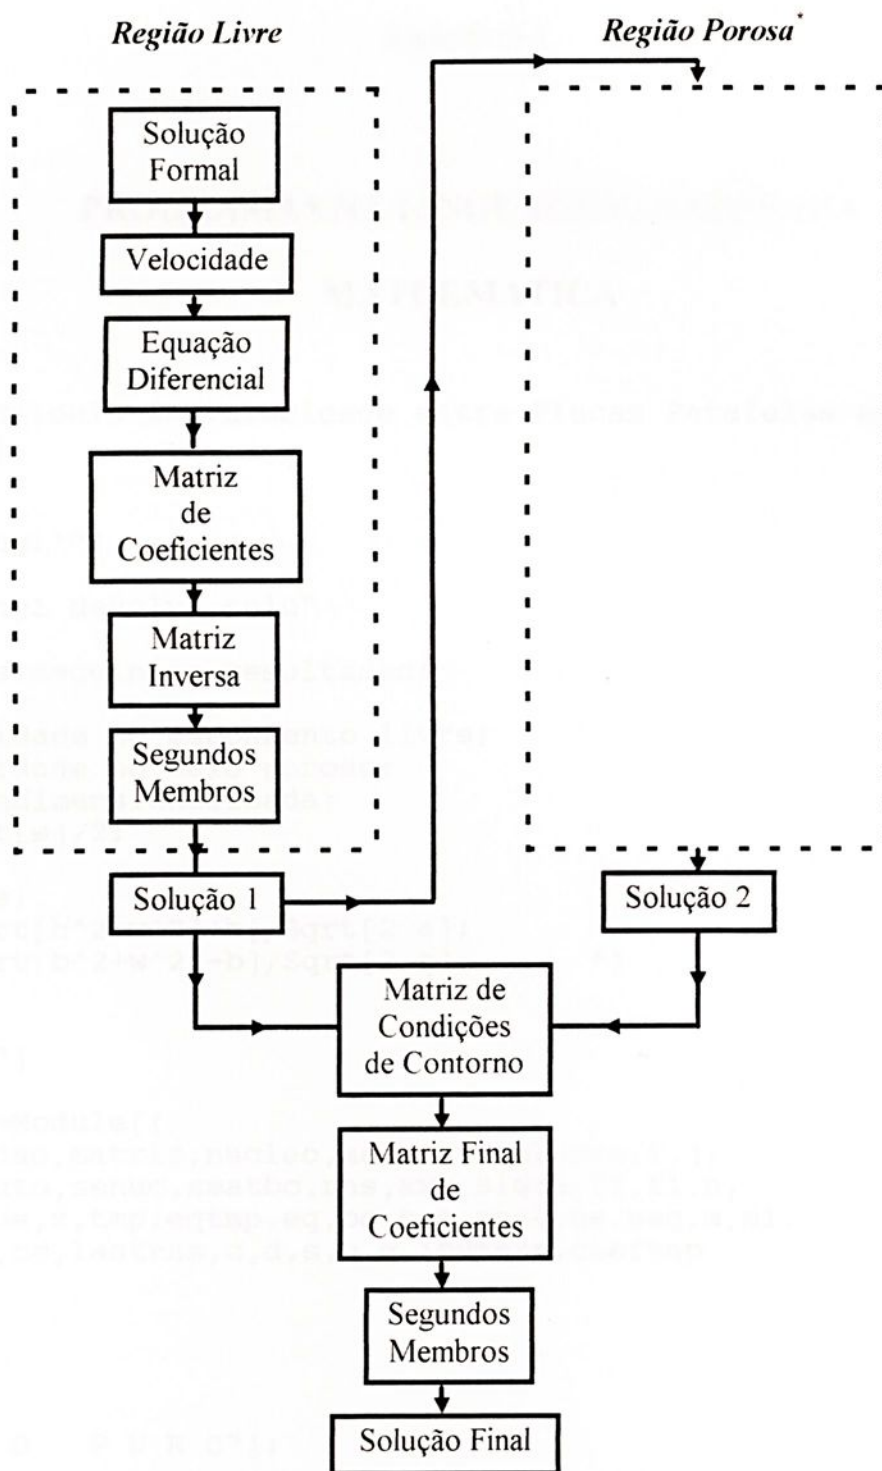 Região Livre
Região Porosa*
Solução
Formal
Velocidade
Equação
Diferencial
Matriz
de
Coeficientes
Matriz
Inversa
Segundos
Membros
Solução 1
Solução 2
Matriz de
Condições
de Contorno
Matriz Final
de
Coeficientes
Segundos
Membros
Solução Final